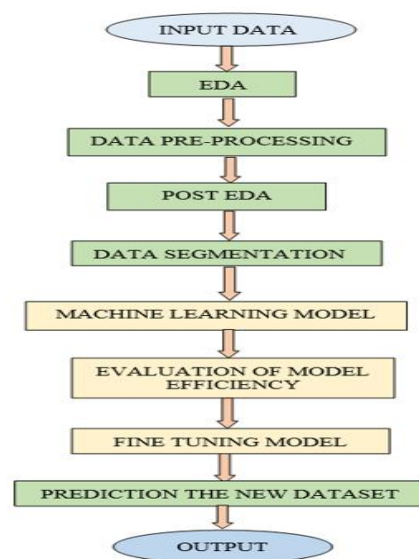 INPUT DATA
EDA
DATA PRE-PROCESSING
POST EDA
DATA SEGMENTATION
MACHINE LEARNING MODEL
EVALUATION OF MODEL
EFFICIENCY
FINE TUNING MODEL
PREDICTION THE NEW DATASET
OUTPUT